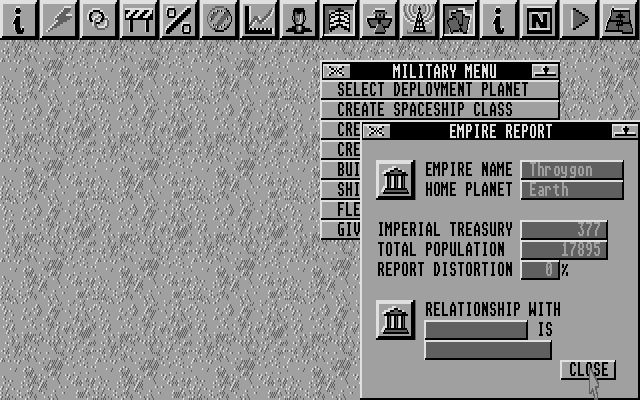 MILITARY MENU
SELECT DEPLOYMENT PLANET
CREATE SPACESHIP CLASS
CRE
CRE
BUI
SHI
FLE
GIV
EMPIRE REPORT
EMPIRE NAME Throygon
HOME PLANET Earth
IMPERIAL TREASURY 377
TOTAL POPULATION 17895
REPORT DISTORTION 0 %
RELATIONSHIP WITH
IS
CLOSE